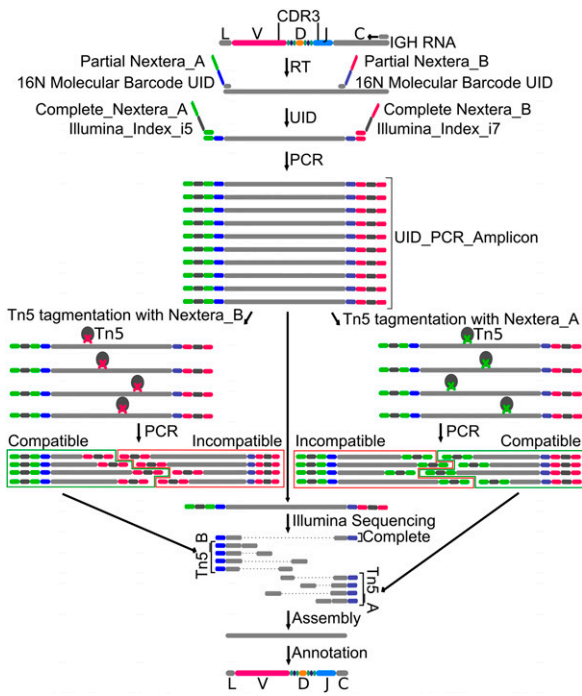 CDR3
L V D J C
IGH RNA
Partial Nextera_A
RT
Partial Nextera_B
16N Molecular Barcode UID
16N Molecular Barcode UID
Complete_Nextera_A
UID
Complete Nextera_B
Illumina_Index_i5
Illumina_Index_i7
PCR
UID_PCR_Amplicon
Tn5 tagmentation with Nextera_B
Tn5 tagmentation with Nextera_A
Tn5
Tn5
PCR
PCR
Compatible
Incompatible
Incompatible
Compatible
Illumina Sequencing
Complete
Tn5 B
Tn5 A
Assembly
Annotation
L V D J C